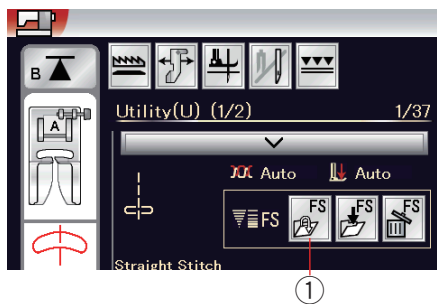 B
A
Utility(U) (1/2) 1/37
Auto Auto
FS FS FS FS
Straight Stitch
1